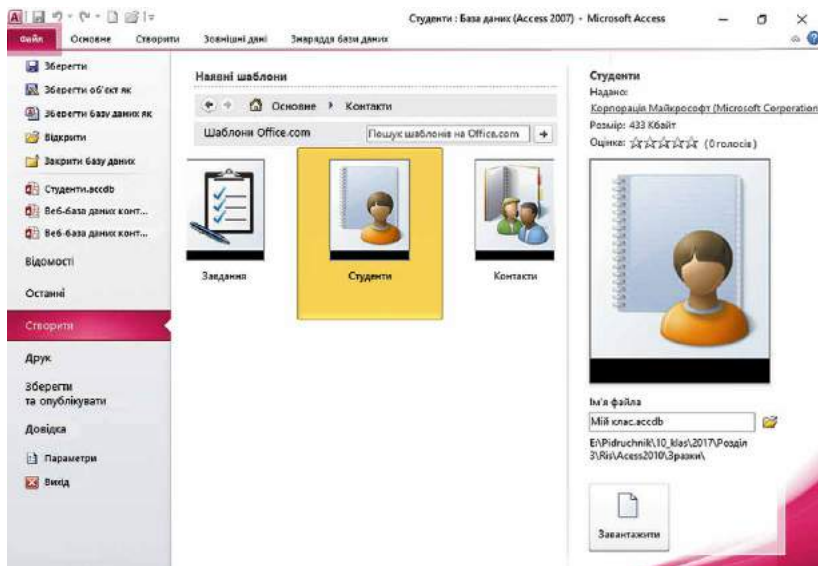 Студенти : База даних (Access 2007) - Microsoft Access
Файл Основне Створити Зовнішні дані Знаряддя бази даних
Зберегти
Зберегти об'єкт як
Зберегти базу даних як
Відкрити
Закрити базу даних
Студенти.accdb
Веб-база даних конт...
Веб-база даних конт...
Відомості
Останні
Створити
Друк
Зберегти
та опублікувати
Довідка
Параметри
Вихід
Наявні шаблони
Основне Контакти
Шаблони Office.com Пошук шаблонів на Office.com
Завдання
Студенти
Контакти
Студенти
Надано:
Корпорація Майкрософт (Microsoft Corporation
Розмір: 433 Кбайт
Оцінка: (0 голосів)
Ім'я файла
Мій клас.accdb
E:\Pidruchnik\10_klas\2017\Розділ
3\Ris\Acess2010\Зразки\
Завантажити